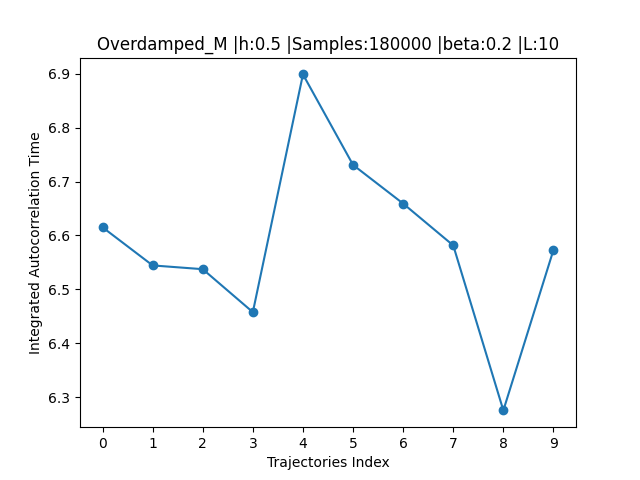 Overdamped_M |h:0.5 |Samples:180000 |beta:0.2 |L:10
Integrated Autocorrelation Time
6.9
6.8
6.7
6.6
6.5
6.4
6.3
0 1 2 3 4 5 6 7 8 9
Trajectories Index